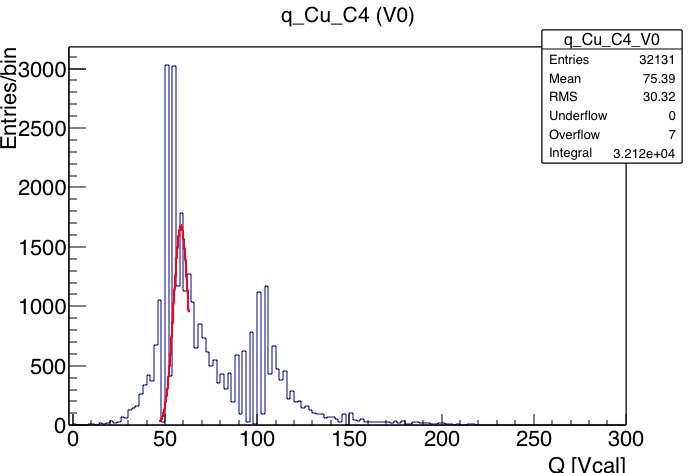 q_Cu_C4 (V0)
q_Cu_C4_V0
Entries 32131
Mean 75.39
RMS 30.32
Underflow 0
Overflow 7
Integral 3.212e+04
Entries/bin
3000
2500
2000
1500
1000
500
0
0 50 100 150 200 250 300
Q [Vcal]